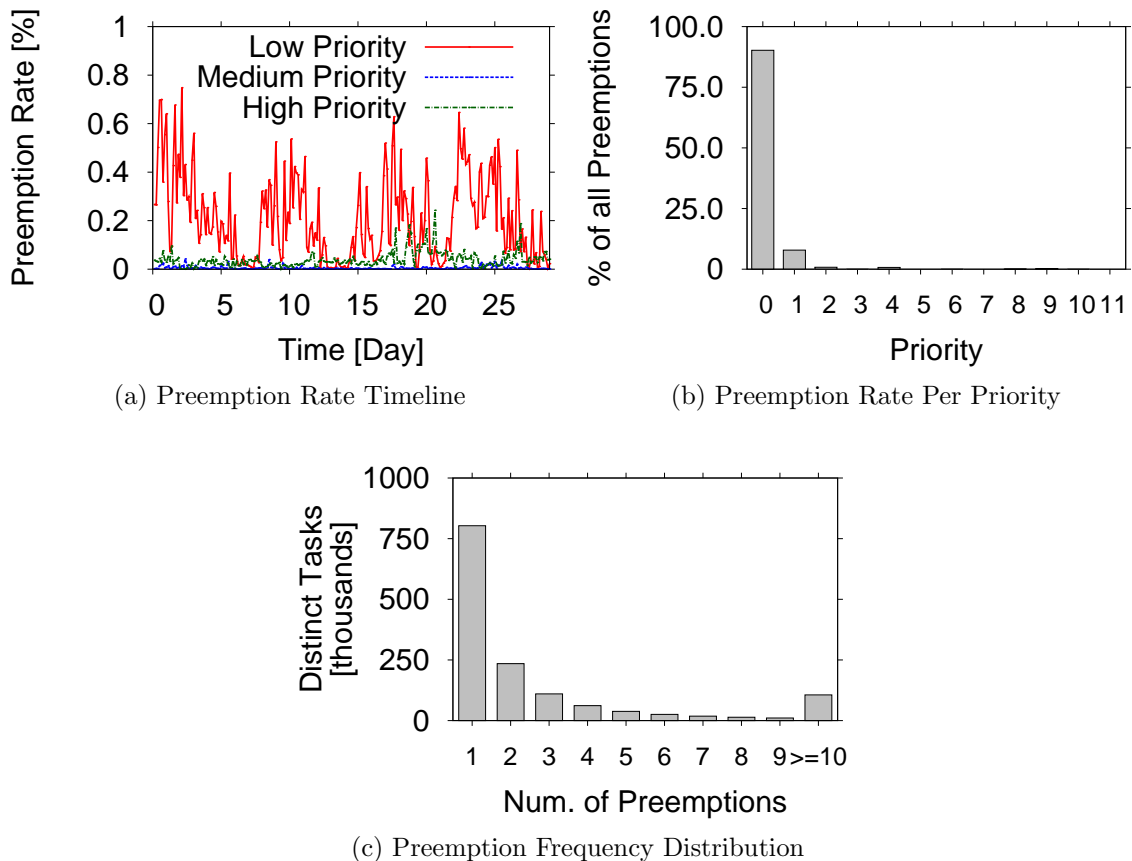 Preemption Rate [%]
1
0.8
0.6
0.4
0.2
0
Low Priority
Medium Priority
High Priority
0 5 10 15 20 25
Time [Day]
(a) Preemption Rate Timeline
% of all Preemptions
100.0
75.0
50.0
25.0
0
0 1 2 3 4 5 6 7 8 9 10 11
Priority
(b) Preemption Rate Per Priority
Distinct Tasks
[thousands]
1000
750
500
250
0
1 2 3 4 5 6 7 8 9 >=10
Num. of Preemptions
(c) Preemption Frequency Distribution